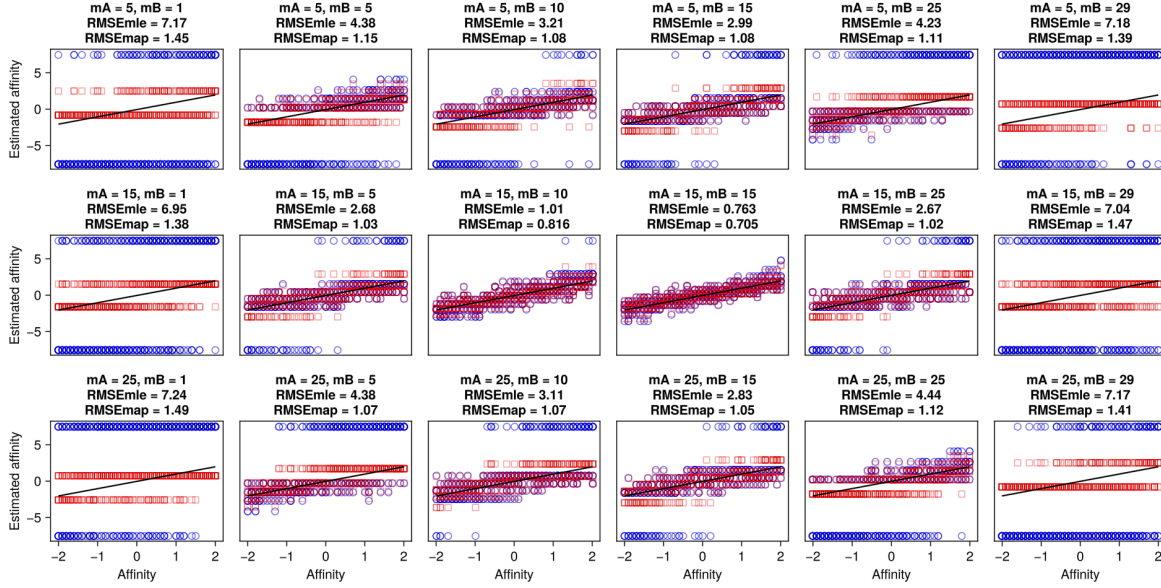 mA = 5, mB = 1
RMSEmle = 7.17
RMSEmap = 1.45
mA = 5, mB = 5
RMSEmle = 4.38
RMSEmap = 1.15
mA = 5, mB = 10
RMSEmle = 3.21
RMSEmap = 1.08
mA = 5, mB = 15
RMSEmle = 2.99
RMSEmap = 1.08
mA = 5, mB = 25
RMSEmle = 4.23
RMSEmap = 1.11
mA = 5, mB = 29
RMSEmle = 7.18
RMSEmap = 1.39
Estimated affinity
5
0
−5
mA = 15, mB = 1
RMSEmle = 6.95
RMSEmap = 1.38
mA = 15, mB = 5
RMSEmle = 2.68
RMSEmap = 1.03
mA = 15, mB = 10
RMSEmle = 1.01
RMSEmap = 0.816
mA = 15, mB = 15
RMSEmle = 0.763
RMSEmap = 0.705
mA = 15, mB = 25
RMSEmle = 2.67
RMSEmap = 1.02
mA = 15, mB = 29
RMSEmle = 7.04
RMSEmap = 1.47
Estimated affinity
5
0
−5
mA = 25, mB = 1
RMSEmle = 7.24
RMSEmap = 1.49
mA = 25, mB = 5
RMSEmle = 4.38
RMSEmap = 1.07
mA = 25, mB = 10
RMSEmle = 3.11
RMSEmap = 1.07
mA = 25, mB = 15
RMSEmle = 2.83
RMSEmap = 1.05
mA = 25, mB = 25
RMSEmle = 4.44
RMSEmap = 1.12
mA = 25, mB = 29
RMSEmle = 7.17
RMSEmap = 1.41
Estimated affinity
5
0
−5
−2 −1 0 1 2
−2 −1 0 1 2
−2 −1 0 1 2
−2 −1 0 1 2
−2 −1 0 1 2
−2 −1 0 1 2
Affinity
Affinity
Affinity
Affinity
Affinity
Affinity